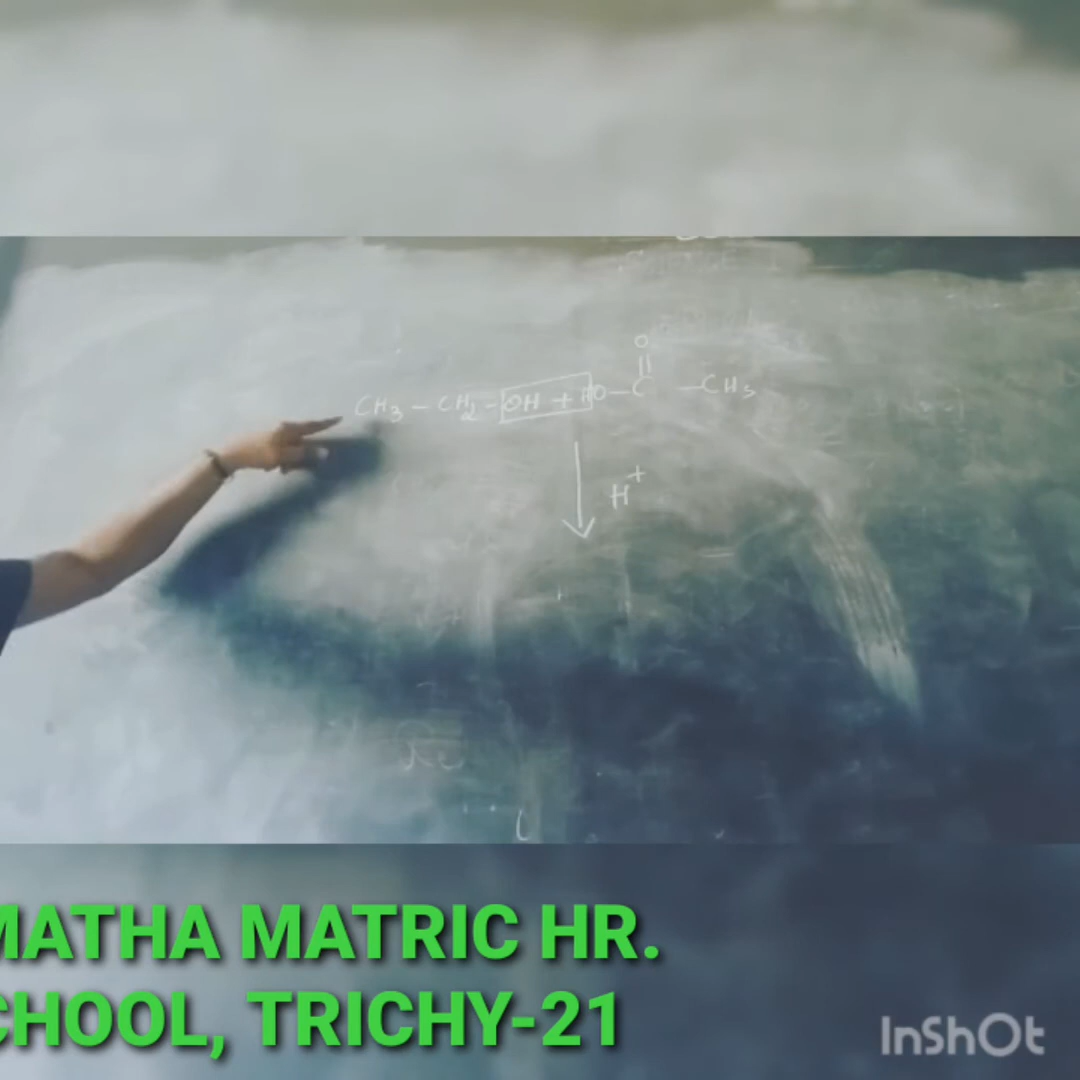 O
||
CH₃ – CH₂ – OH + HO – C – CH₃
H⁺
MATHA MATRIC HR.
CHOOL, TRICHY-21
InShOt